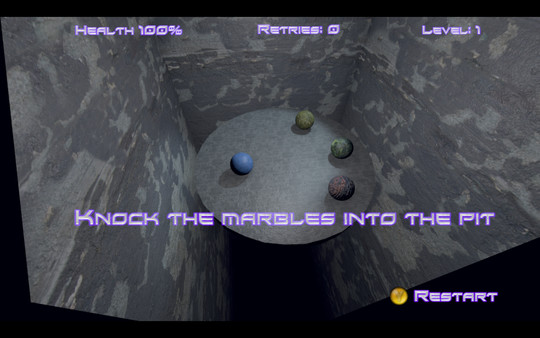 Health 100%
Retries: 0
Level: 1
Knock the marbles into the pit
Restart